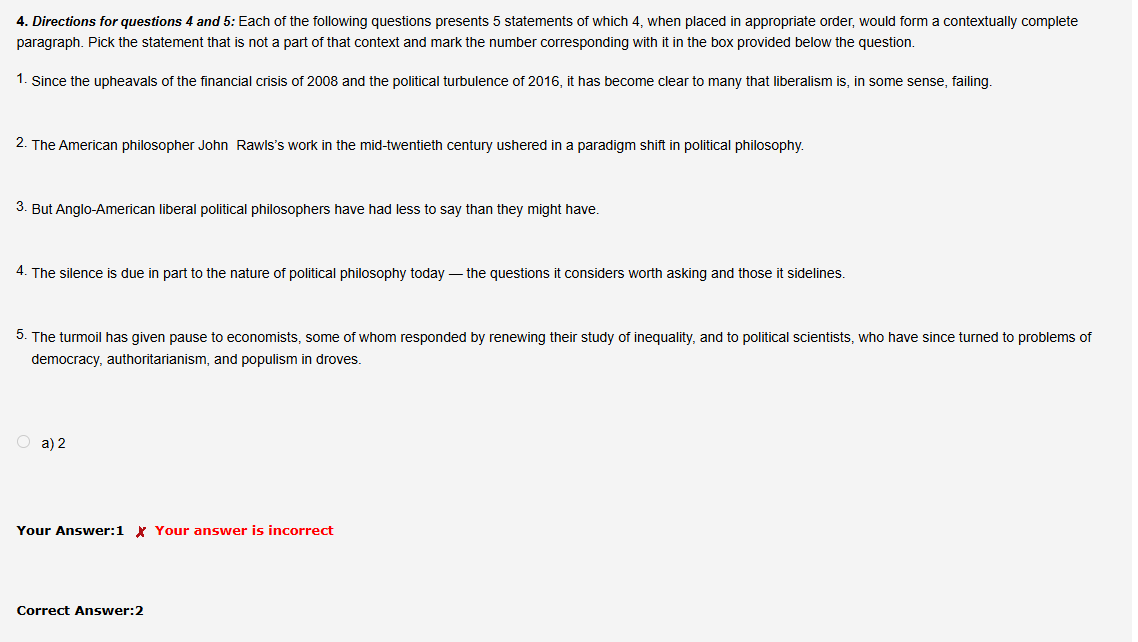 4. Directions for questions 4 and 5: Each of the following questions presents 5 statements of which 4, when placed in appropriate order, would form a contextually complete
paragraph. Pick the statement that is not a part of that context and mark the number corresponding with it in the box provided below the question.
1. Since the upheavals of the financial crisis of 2008 and the political turbulence of 2016, it has become clear to many that liberalism is, in some sense, failing.
2. The American philosopher John  Rawls's work in the mid-twentieth century ushered in a paradigm shift in political philosophy.
3. But Anglo-American liberal political philosophers have had less to say than they might have.
4. The silence is due in part to the nature of political philosophy today — the questions it considers worth asking and those it sidelines.
5. The turmoil has given pause to economists, some of whom responded by renewing their study of inequality, and to political scientists, who have since turned to problems of
democracy, authoritarianism, and populism in droves.
a) 2
Your Answer:1 ✘ Your answer is incorrect
Correct Answer:2